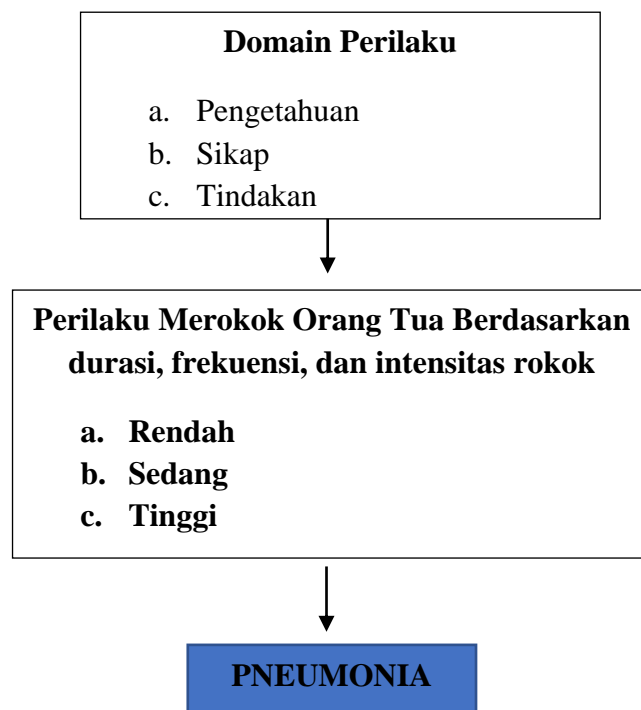 Domain Perilaku
a. Pengetahuan
b. Sikap
c. Tindakan
Perilaku Merokok Orang Tua Berdasarkan
durasi, frekuensi, dan intensitas rokok
a. Rendah
b. Sedang
c. Tinggi
PNEUMONIA